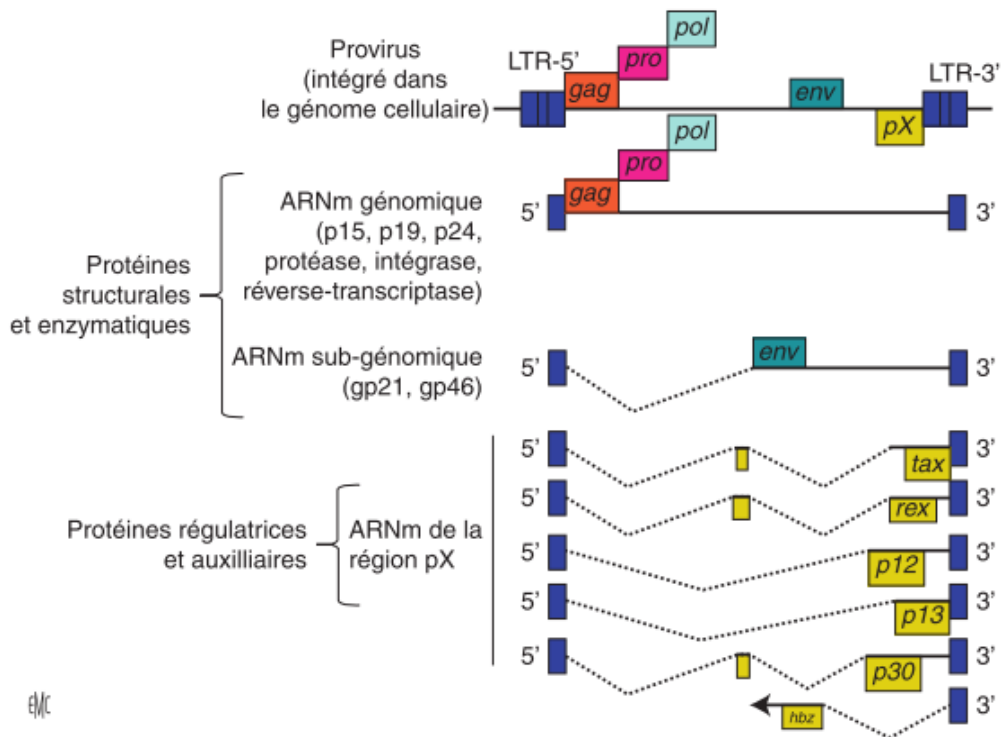 Provirus
(intégré dans
le génome cellulaire)
LTR-5'
gag
pro
pol
env
pX
LTR-3'
Protéines
structurales
et enzymatiques
ARNm génomique
(p15, p19, p24,
protéase, intégrase,
réverse-transcriptase)
5'
gag
pro
pol
3'
ARNm sub-génomique
(gp21, gp46)
5'
env
3'
Protéines régulatrices
et auxilliaires
ARNm de la
région pX
5'
tax
3'
5'
rex
3'
5'
p12
3'
5'
p13
3'
5'
p30
3'
hbz
3'
EMC